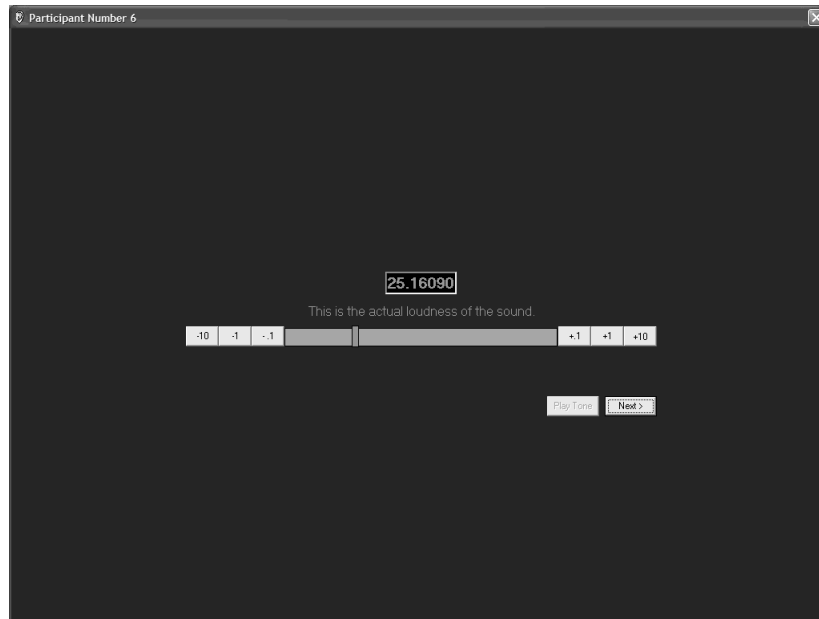 Participant Number 6
25.16090
This is the actual loudness of the sound.
-10 -1 -.1 +.1 +1 +10
Play Tone Next >